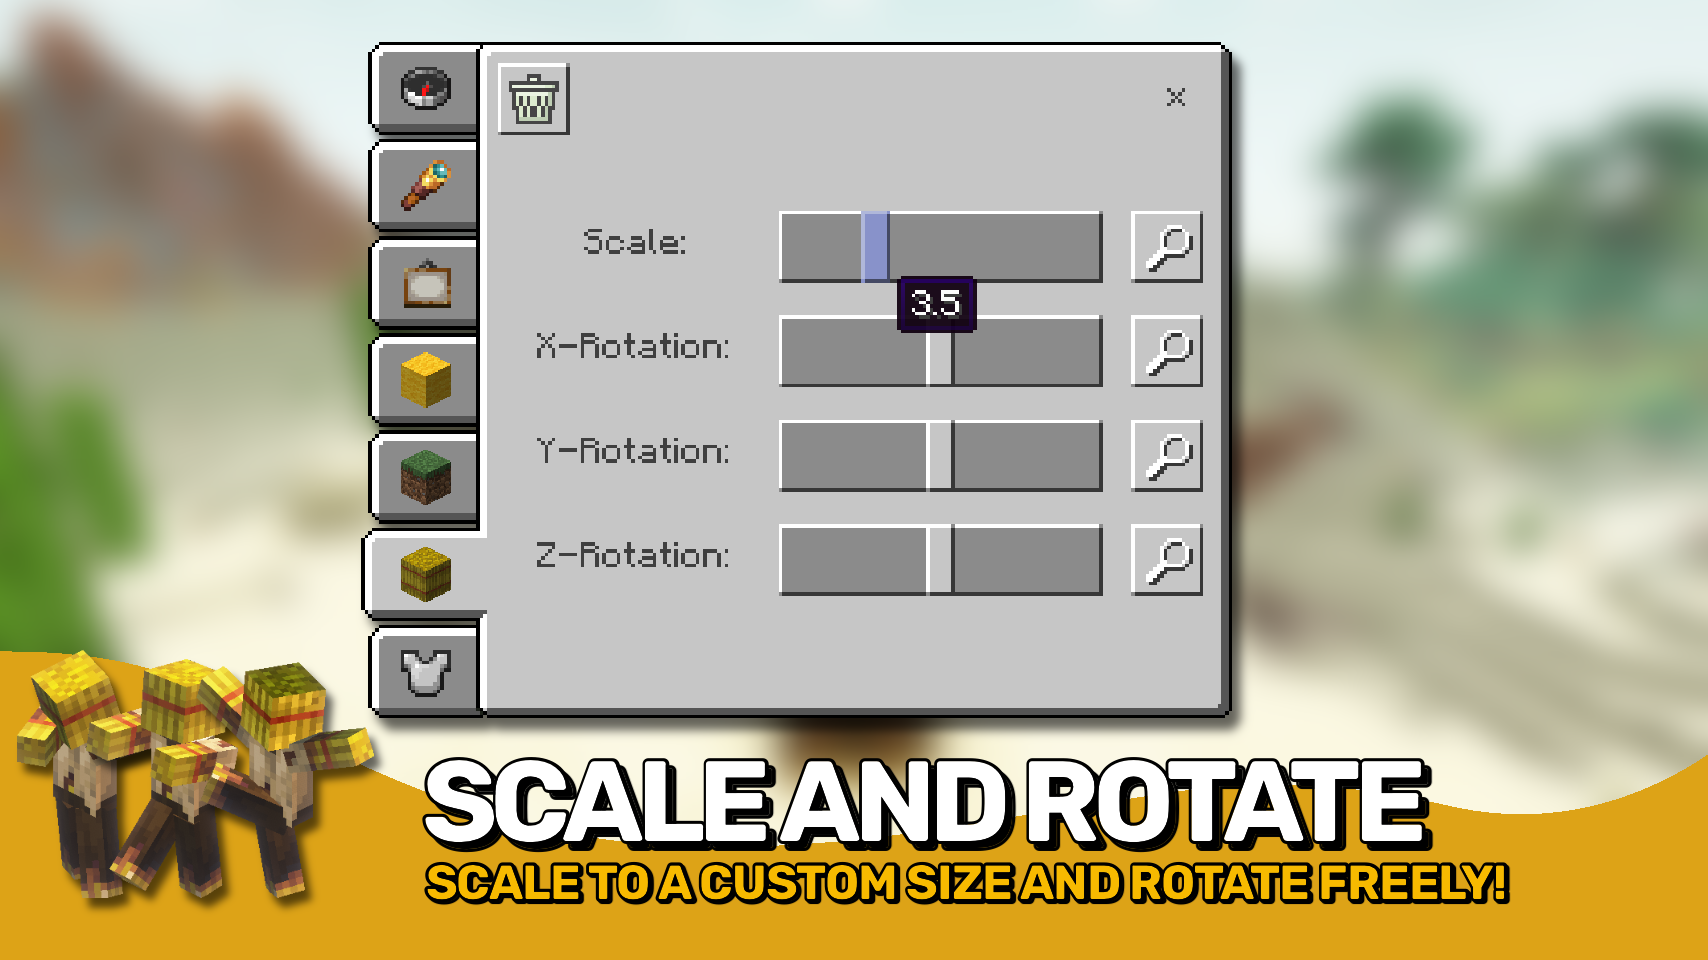 Scale:
3.5
X-Rotation:
Y-Rotation:
Z-Rotation:
SCALE AND ROTATE
SCALE TO A CUSTOM SIZE AND ROTATE FREELY!